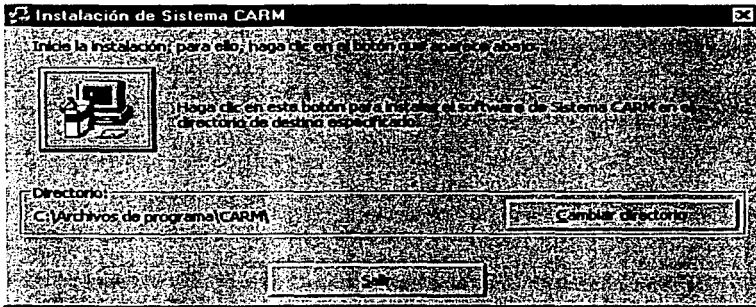 Instalación de Sistema CARM
Inicie la instalación; para ello, haga clic en el botón que aparece abajo.
Haga clic en este botón para instalar el software de Sistema CARM en el
directorio de destino especificado.
Directorio:
C:\Archivos de programa\CARM\
Cambiar directorio
Salir